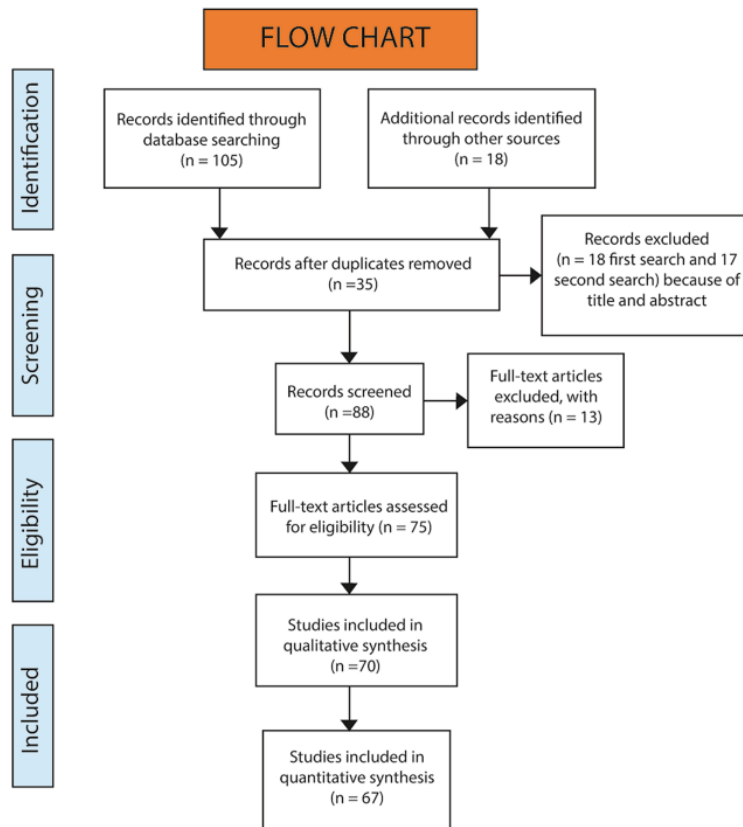 FLOW CHART
Identification
Records identified through
database searching
(n = 105)
Additional records identified
through other sources
(n = 18)
Screening
Records after duplicates removed
(n =35)
Records excluded
(n = 18 first search and 17
second search) because of
title and abstract
Records screened
(n =88)
Full-text articles
excluded, with
reasons (n = 13)
Eligibility
Full-text articles assessed
for eligibility (n = 75)
Included
Studies included in
qualitative synthesis
(n =70)
Studies included in
quantitative synthesis
(n = 67)